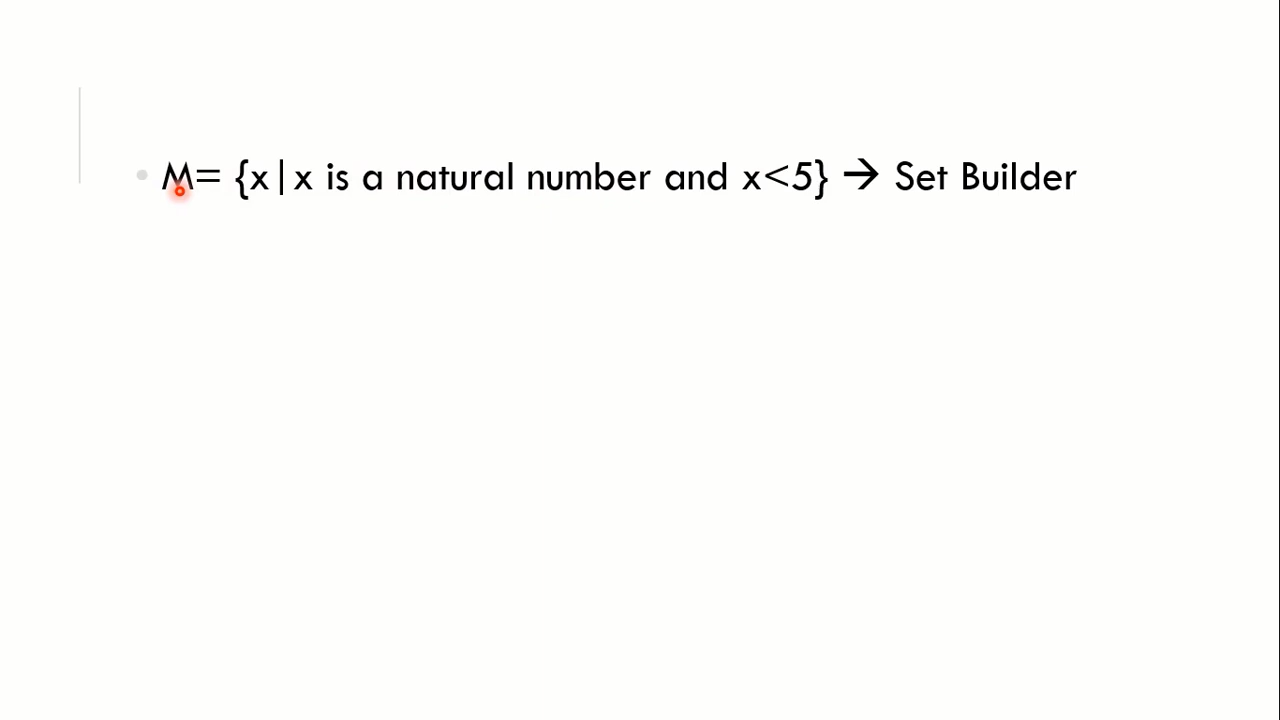 M= {x|x is a natural number and x<5} → Set Builder